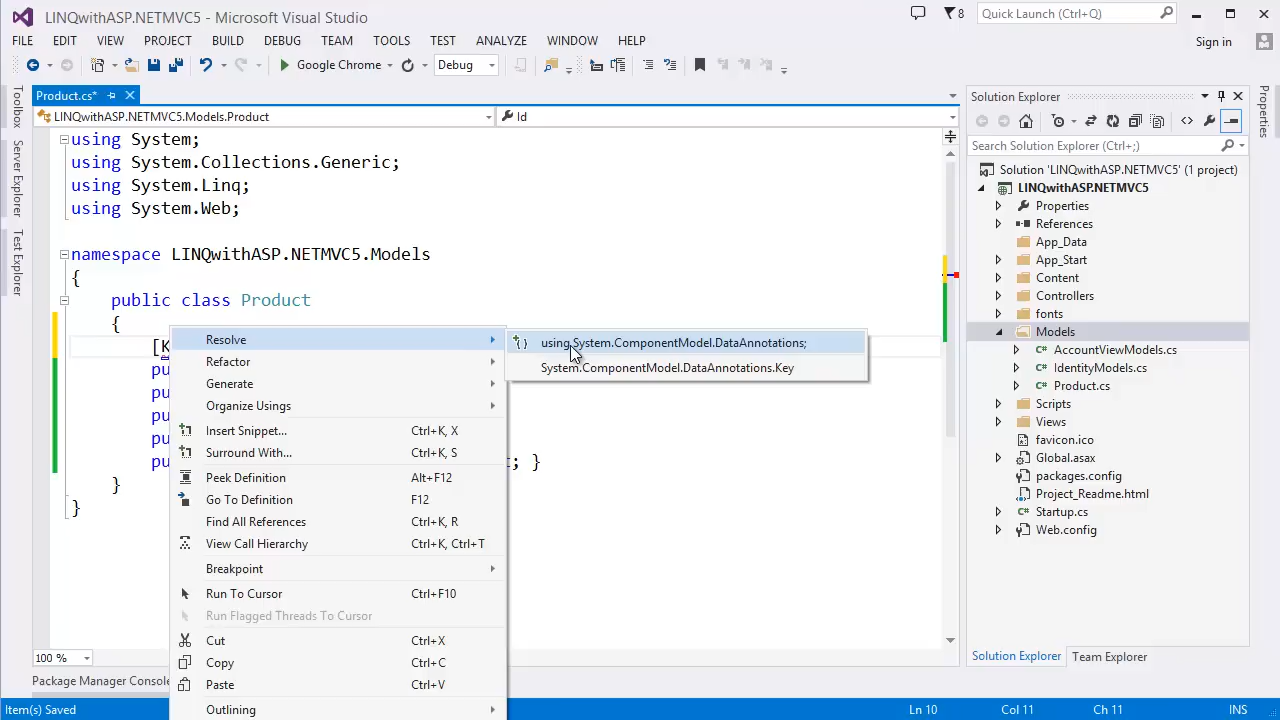 LINQwithASP.NETMVC5 - Microsoft Visual Studio
8
Quick Launch (Ctrl+Q)
FILE EDIT VIEW PROJECT BUILD DEBUG TEAM TOOLS TEST ANALYZE WINDOW HELP
Sign in
Google Chrome
Debug
Product.cs*
LINQwithASP.NETMVC5.Models.Product
Id
Toolbox
Server Explorer
Test Explorer
using System;
using System.Collections.Generic;
using System.Linq;
using System.Web;
namespace LINQwithASP.NETMVC5.Models
{
public class Product
{
[K
pu
pu
pu
pu
pu ; }
}
}
Resolve
Refactor
Generate
Organize Usings
Insert Snippet... Ctrl+K, X
Surround With... Ctrl+K, S
Peek Definition Alt+F12
Go To Definition F12
Find All References Ctrl+K, R
View Call Hierarchy Ctrl+K, Ctrl+T
Breakpoint
Run To Cursor Ctrl+F10
Run Flagged Threads To Cursor
Cut Ctrl+X
Copy Ctrl+C
Paste Ctrl+V
Outlining
using System.ComponentModel.DataAnnotations;
System.ComponentModel.DataAnnotations.Key
Solution Explorer
Search Solution Explorer (Ctrl+;)
Solution 'LINQwithASP.NETMVC5' (1 project)
LINQwithASP.NETMVC5
Properties
References
App_Data
App_Start
Content
Controllers
fonts
Models
AccountViewModels.cs
IdentityModels.cs
Product.cs
Scripts
Views
favicon.ico
Global.asax
packages.config
Project_Readme.html
Startup.cs
Web.config
Solution Explorer Team Explorer
Properties
100 %
Package Manager Console
Item(s) Saved
Ln 10 Col 11 Ch 11 INS